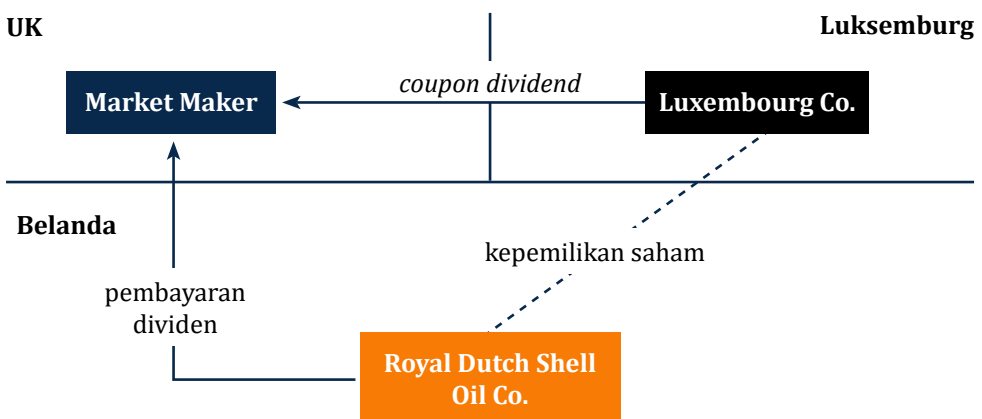 UK
Luksemburg
coupon dividend
Market Maker
Luxembourg Co.
Belanda
kepemilikan saham
pembayaran
dividen
Royal Dutch Shell
Oil Co.